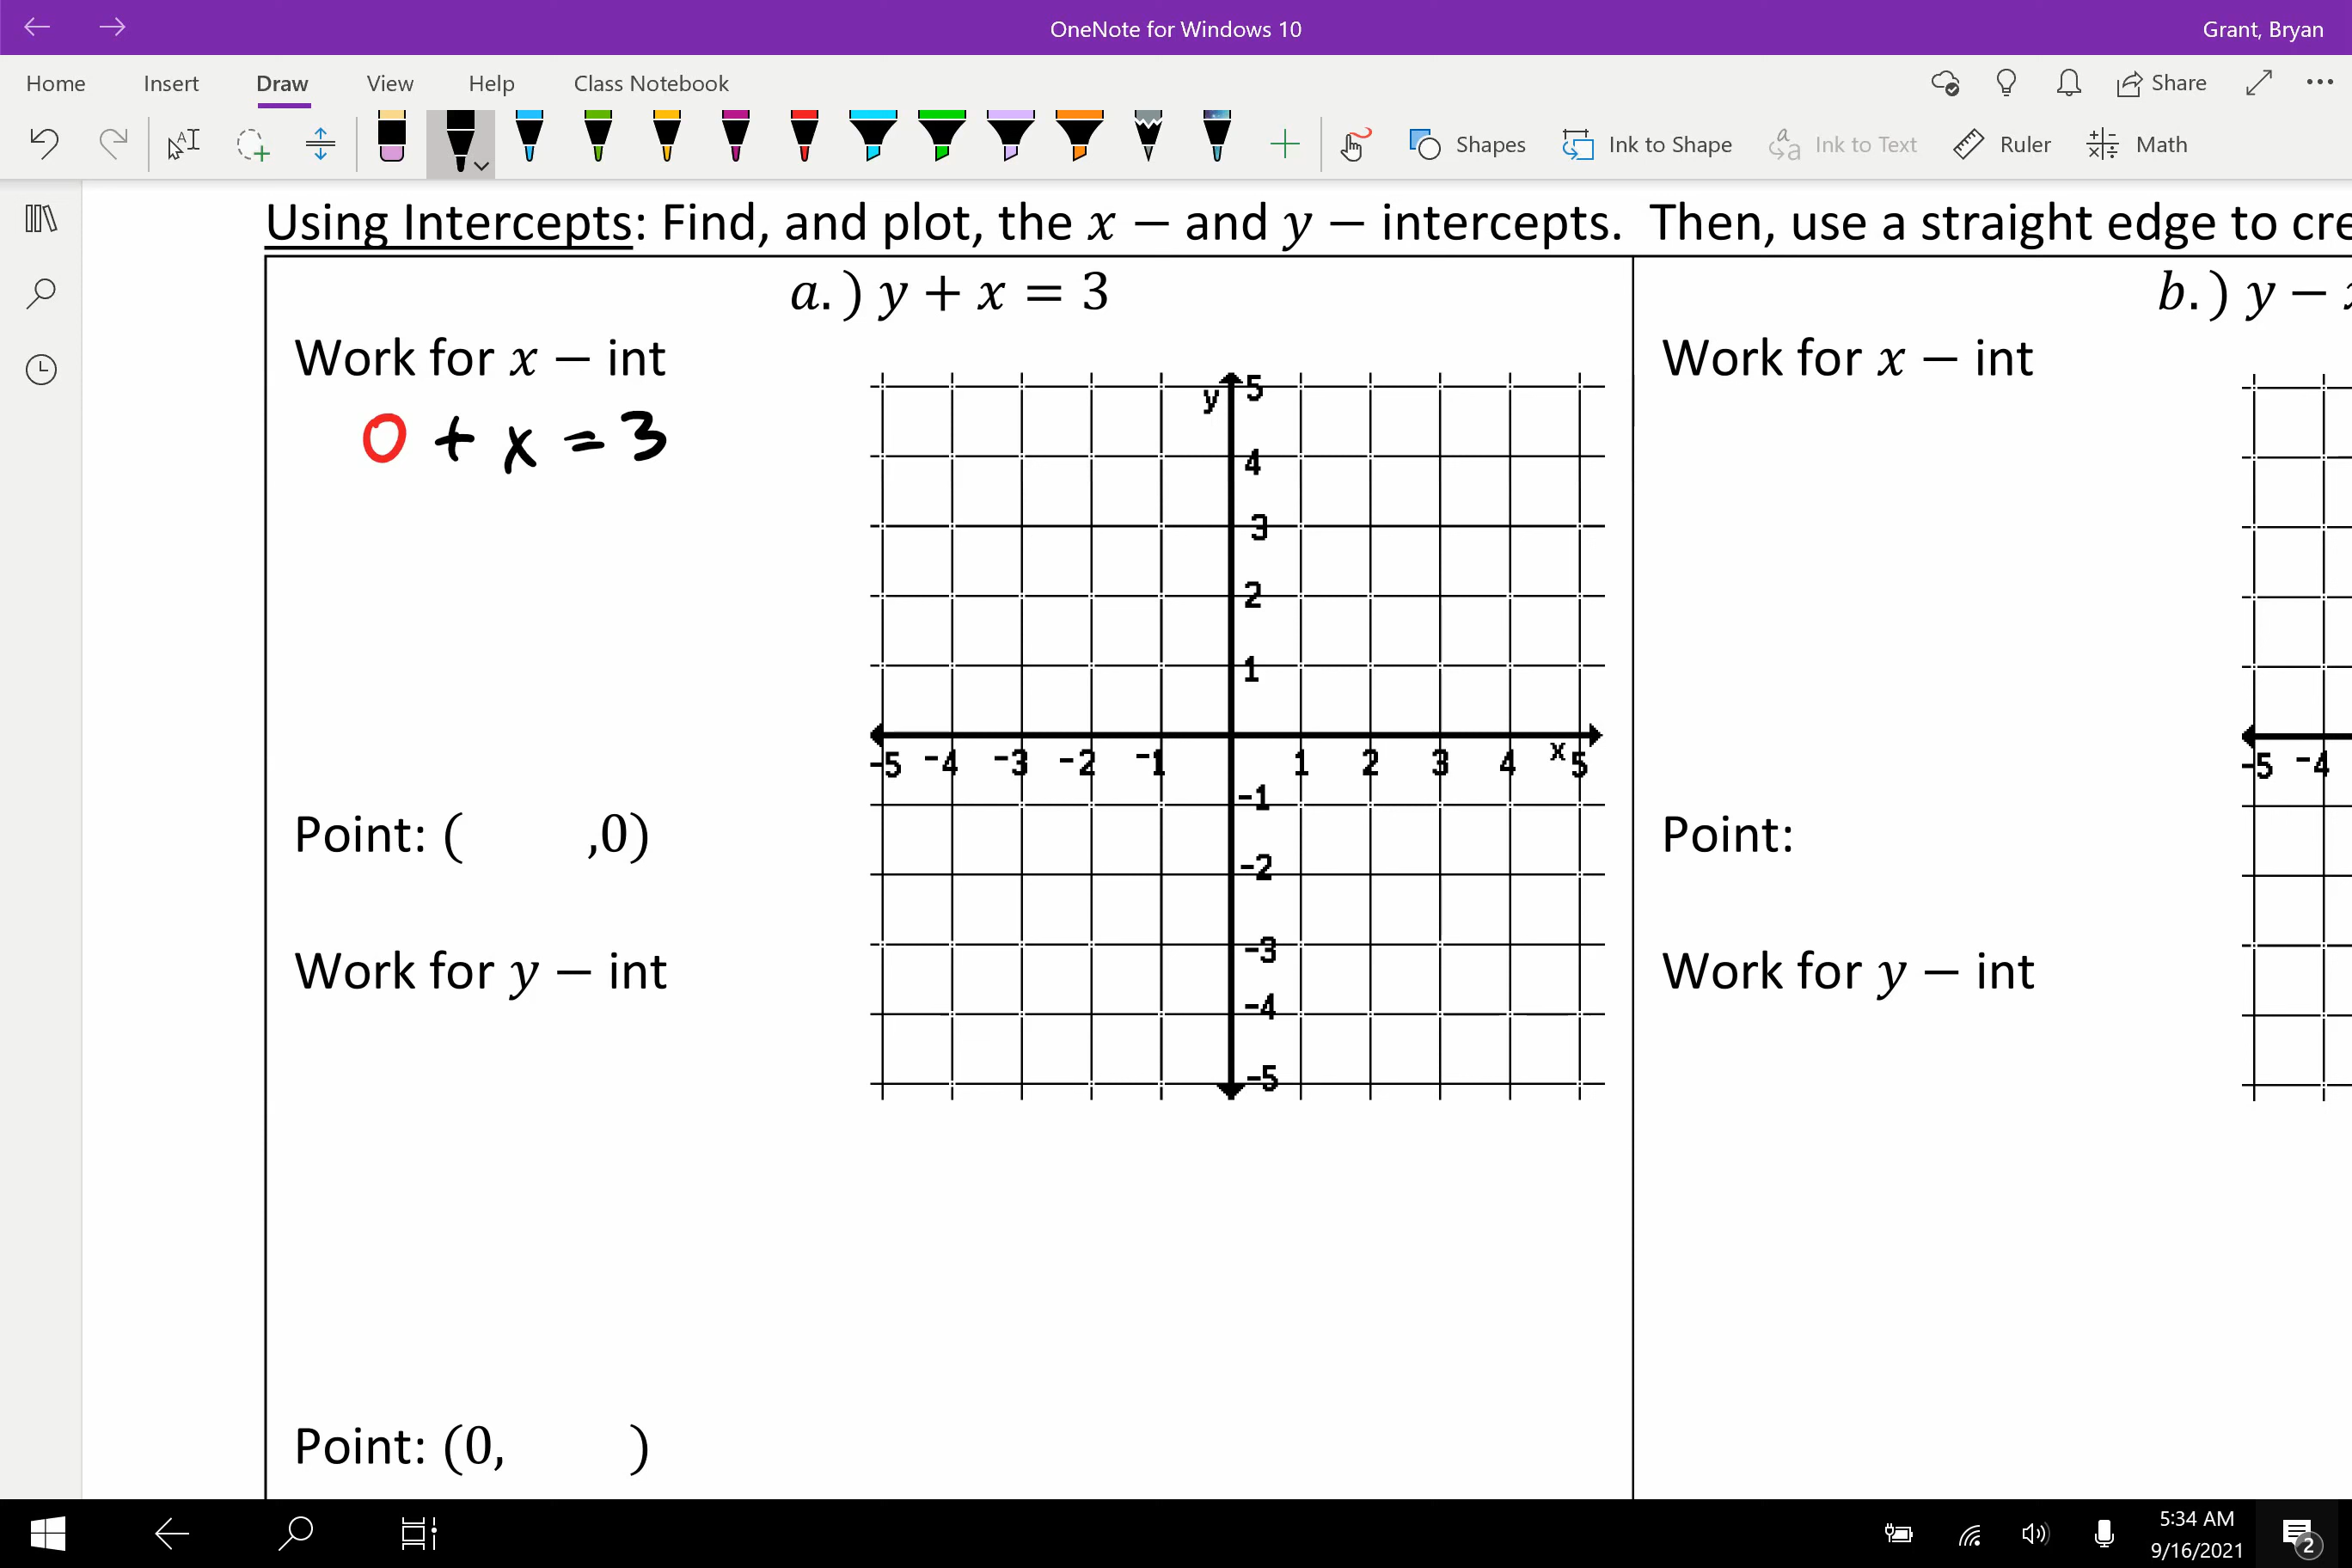 OneNote for Windows 10
Grant, Bryan
Home Insert Draw View Help Class Notebook Share
Shapes Ink to Shape Ink to Text Ruler Math
Using Intercepts: Find, and plot, the x − and y − intercepts. Then, use a straight edge to cre
a.) y + x = 3
Work for x − int
0 + x = 3
y
5
4
3
2
1
-5 -4 -3 -2 -1 1 2 3 4 x 5
-1
-2
-3
-4
-5
Point: ( ,0)
Work for y − int
Point: (0, )
b.) y −
Work for x − int
-5 -4
Point:
Work for y − int
5:34 AM
9/16/2021
2